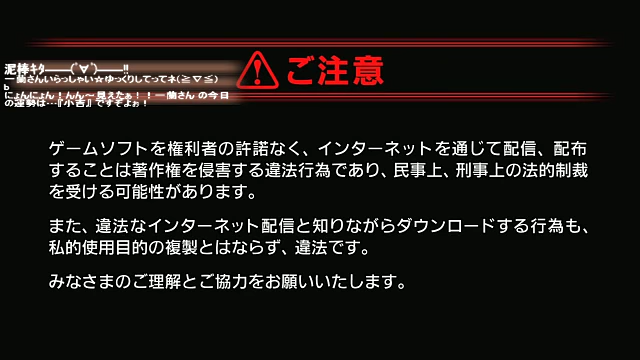 泥棒ｷﾀ━━━(ﾟ∀ﾟ)━━━!!
一蘭さんいらっしゃい☆ゆっくりしてってネ(≧▽≦)
b
にょんにょん！んん～見えたぁ！！一蘭さん の今日
の運勢は…『小吉』ですぞよぉ！
ご注意
ゲームソフトを権利者の許諾なく、インターネットを通じて配信、配布
することは著作権を侵害する違法行為であり、民事上、刑事上の法的制裁
を受ける可能性があります。
また、違法なインターネット配信と知りながらダウンロードする行為も、
私的使用目的の複製とはならず、違法です。
みなさまのご理解とご協力をお願いいたします。